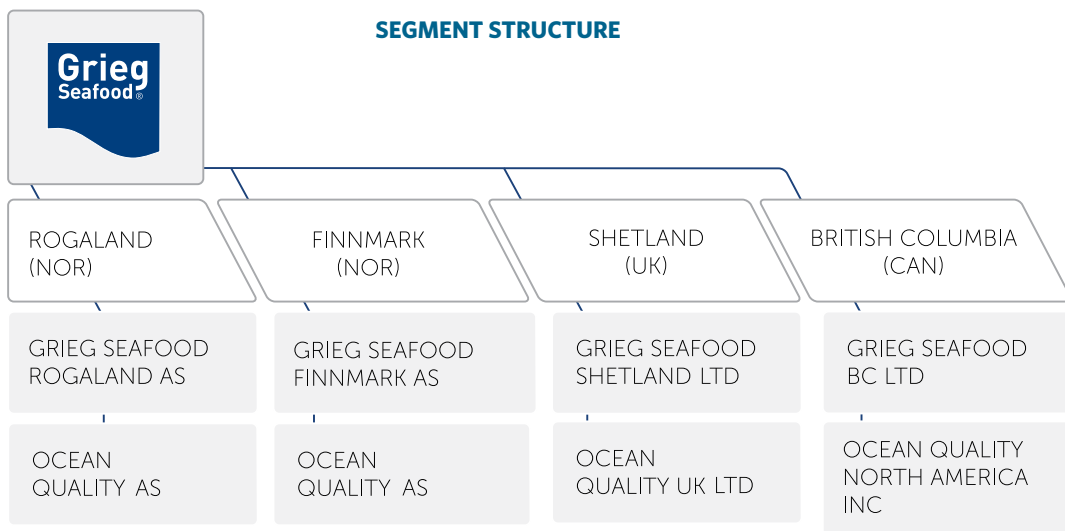 SEGMENT STRUCTURE
Grieg
Seafood®
ROGALAND
(NOR)
FINNMARK
(NOR)
SHETLAND
(UK)
BRITISH COLUMBIA
(CAN)
GRIEG SEAFOOD
ROGALAND AS
GRIEG SEAFOOD
FINNMARK AS
GRIEG SEAFOOD
SHETLAND LTD
GRIEG SEAFOOD
BC LTD
OCEAN
QUALITY AS
OCEAN
QUALITY AS
OCEAN
QUALITY UK LTD
OCEAN QUALITY
NORTH AMERICA
INC